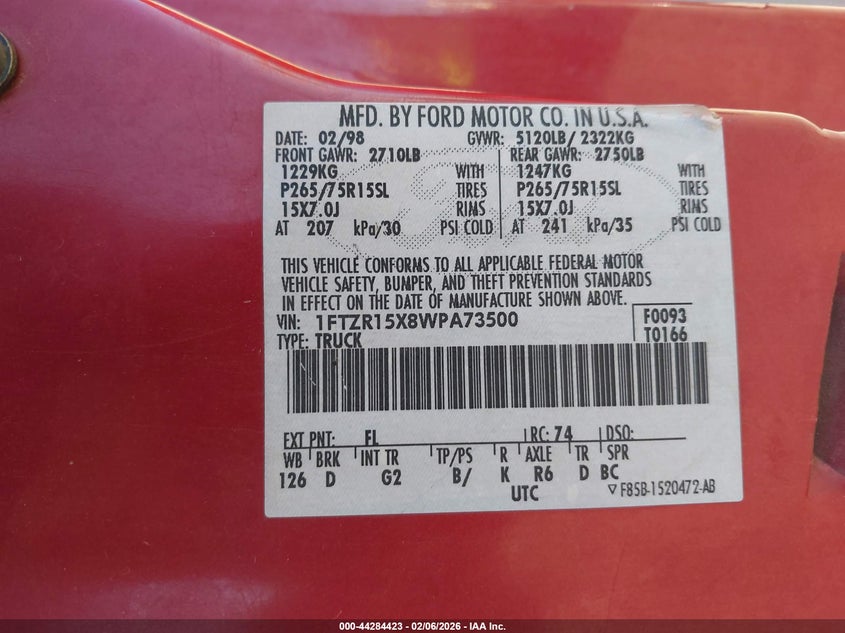 MFD. BY FORD MOTOR CO. IN U.S.A.
DATE: 02/98 GVWR: 5120LB/ 2322KG
FRONT GAWR: 2710LB REAR GAWR: 2750LB
1229KG WITH 1247KG WITH
P265/75R15SL TIRES P265/75R15SL TIRES
15X7.0J RIMS 15X7.0J RIMS
AT 207 kPa/30 PSI COLD AT 241 kPa/35 PSI COLD
THIS VEHICLE CONFORMS TO ALL APPLICABLE FEDERAL MOTOR
VEHICLE SAFETY, BUMPER, AND THEFT PREVENTION STANDARDS
IN EFFECT ON THE DATE OF MANUFACTURE SHOWN ABOVE.
VIN: 1FTZR15X8WPA73500 F0093
TYPE: TRUCK T0166
EXT PNT: FL RC: 74 DSO:
WB BRK INT TR TP/PS R AXLE TR SPR
126 D G2 B/ K R6 D BC
UTC ▽ F85B-1520472-AB
000-44284423 - 02/06/2026 - IAA Inc.